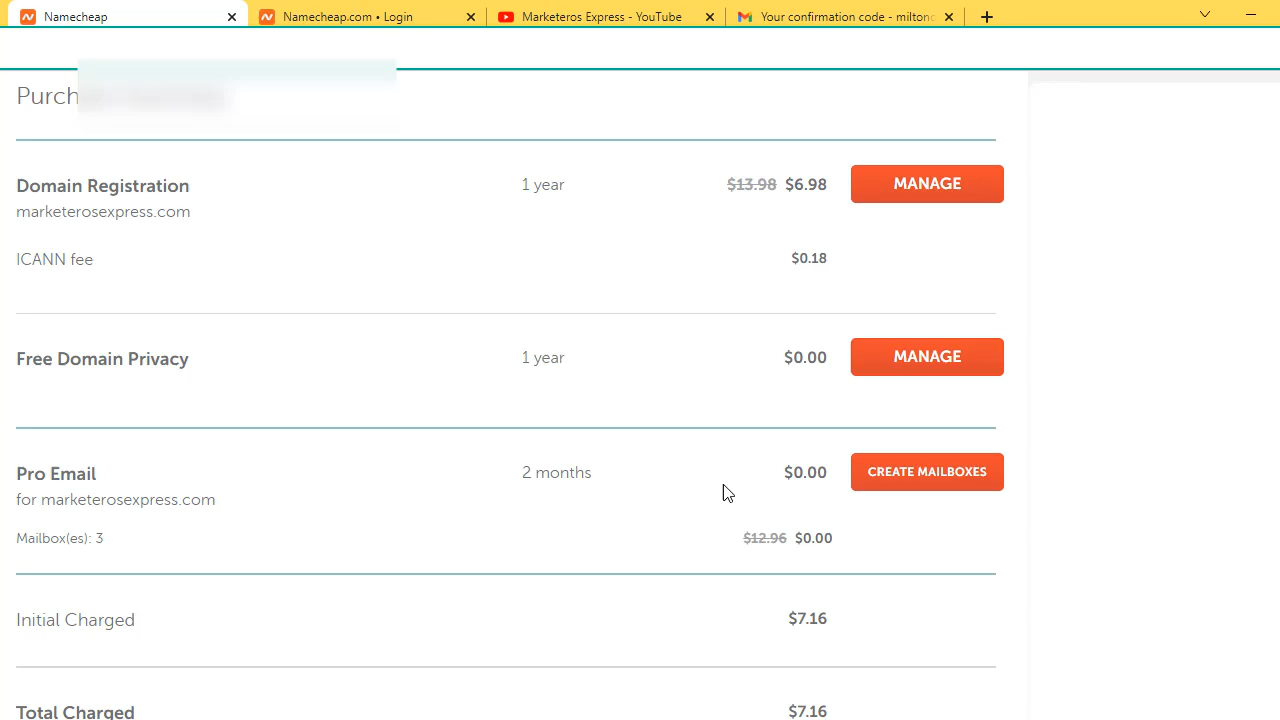 Namecheap
Namecheap.com • Login
Marketeros Express - YouTube
Your confirmation code - miltonc
Purch
Domain Registration 1 year $13.98 $6.98 MANAGE
marketerosexpress.com
ICANN fee $0.18
Free Domain Privacy 1 year $0.00 MANAGE
Pro Email 2 months $0.00 CREATE MAILBOXES
for marketerosexpress.com
Mailbox(es): 3 $12.96 $0.00
Initial Charged $7.16
Total Charged $7.16